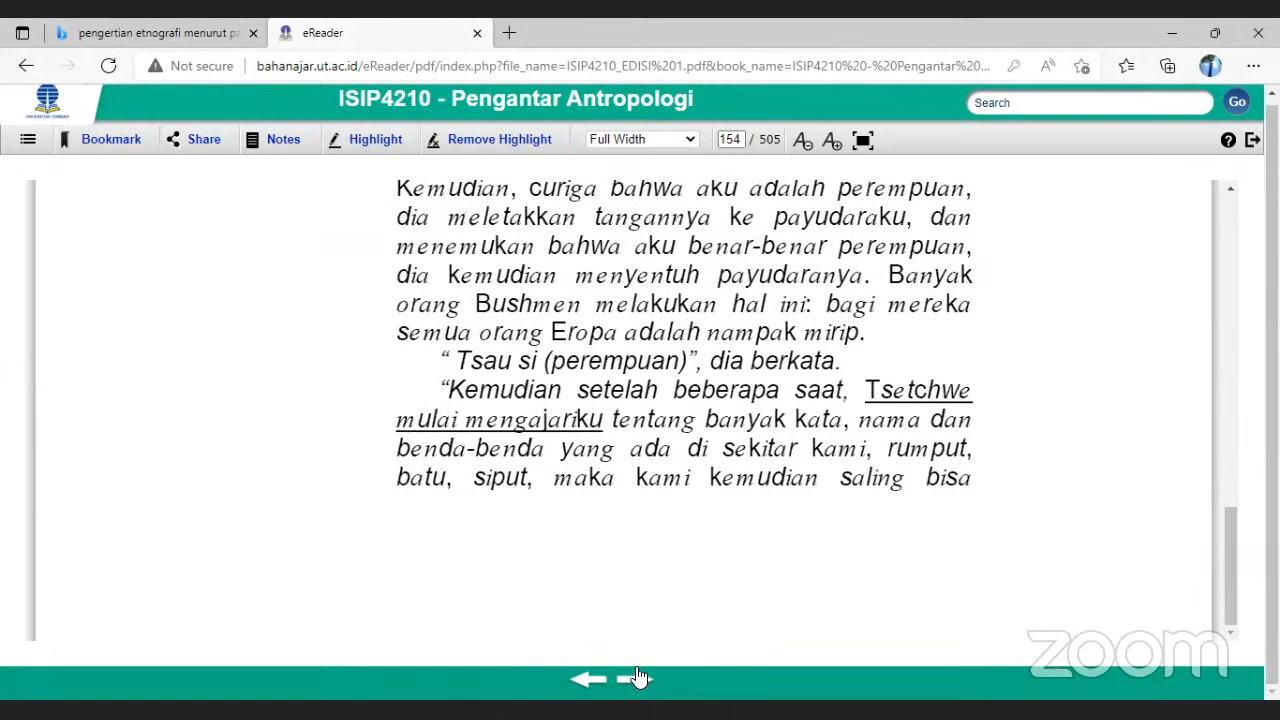 pengertian etnografi menurut pa
eReader
Not secure
bahanajar.ut.ac.id/eReader/pdf/index.php?file_name=ISIP4210_EDISI%201.pdf&book_name=ISIP4210%20-%20Pengantar%20...
ISIP4210 - Pengantar Antropologi
Search
Go
Bookmark
Share
Notes
Highlight
Remove Highlight
Full Width
154 / 505
Kemudian, curiga bahwa aku adalah perempuan,
dia meletakkan tangannya ke payudaraku, dan
menemukan bahwa aku benar-benar perempuan,
dia kemudian menyentuh payudaranya. Banyak
orang Bushmen melakukan hal ini: bagi mereka
semua orang Eropa adalah nampak mirip.
“ Tsau si (perempuan)”, dia berkata.
“Kemudian setelah beberapa saat, Tsetchwe
mulai mengajariku tentang banyak kata, nama dan
benda-benda yang ada di sekitar kami, rumput,
batu, siput, maka kami kemudian saling bisa
zoom